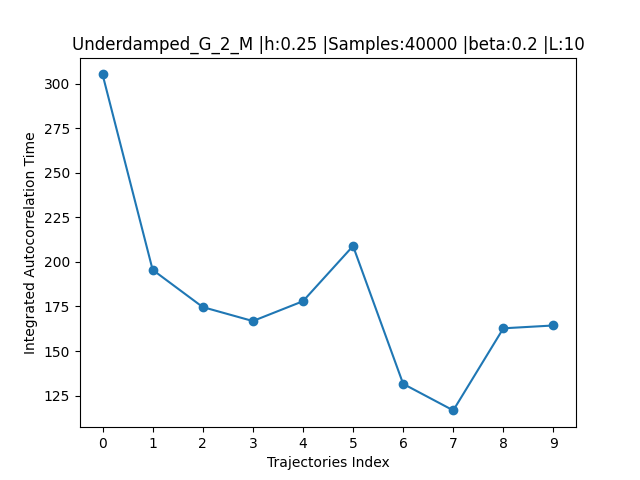 Underdamped_G_2_M |h:0.25 |Samples:40000 |beta:0.2 |L:10
300
275
250
225
200
175
150
125
Integrated Autocorrelation Time
0 1 2 3 4 5 6 7 8 9
Trajectories Index